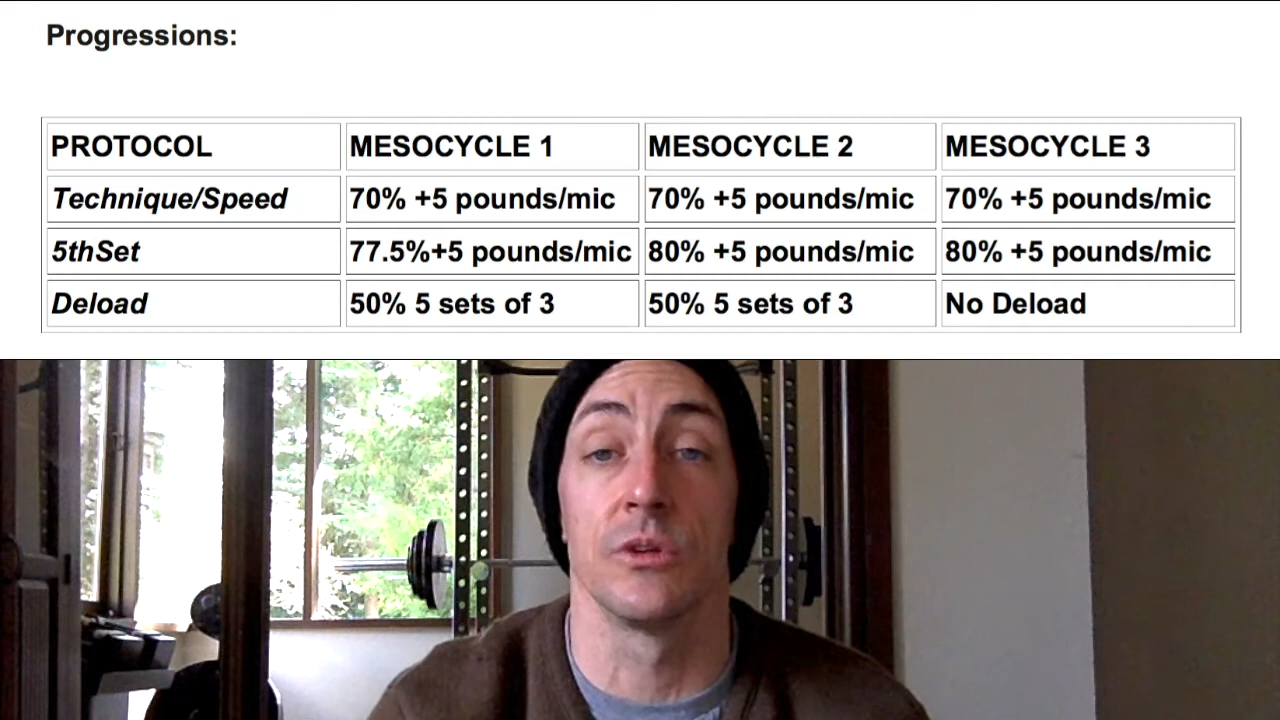 Progressions:
PROTOCOL MESOCYCLE 1 MESOCYCLE 2 MESOCYCLE 3
Technique/Speed 70% +5 pounds/mic 70% +5 pounds/mic 70% +5 pounds/mic
5thSet 77.5%+5 pounds/mic 80% +5 pounds/mic 80% +5 pounds/mic
Deload 50% 5 sets of 3 50% 5 sets of 3 No Deload